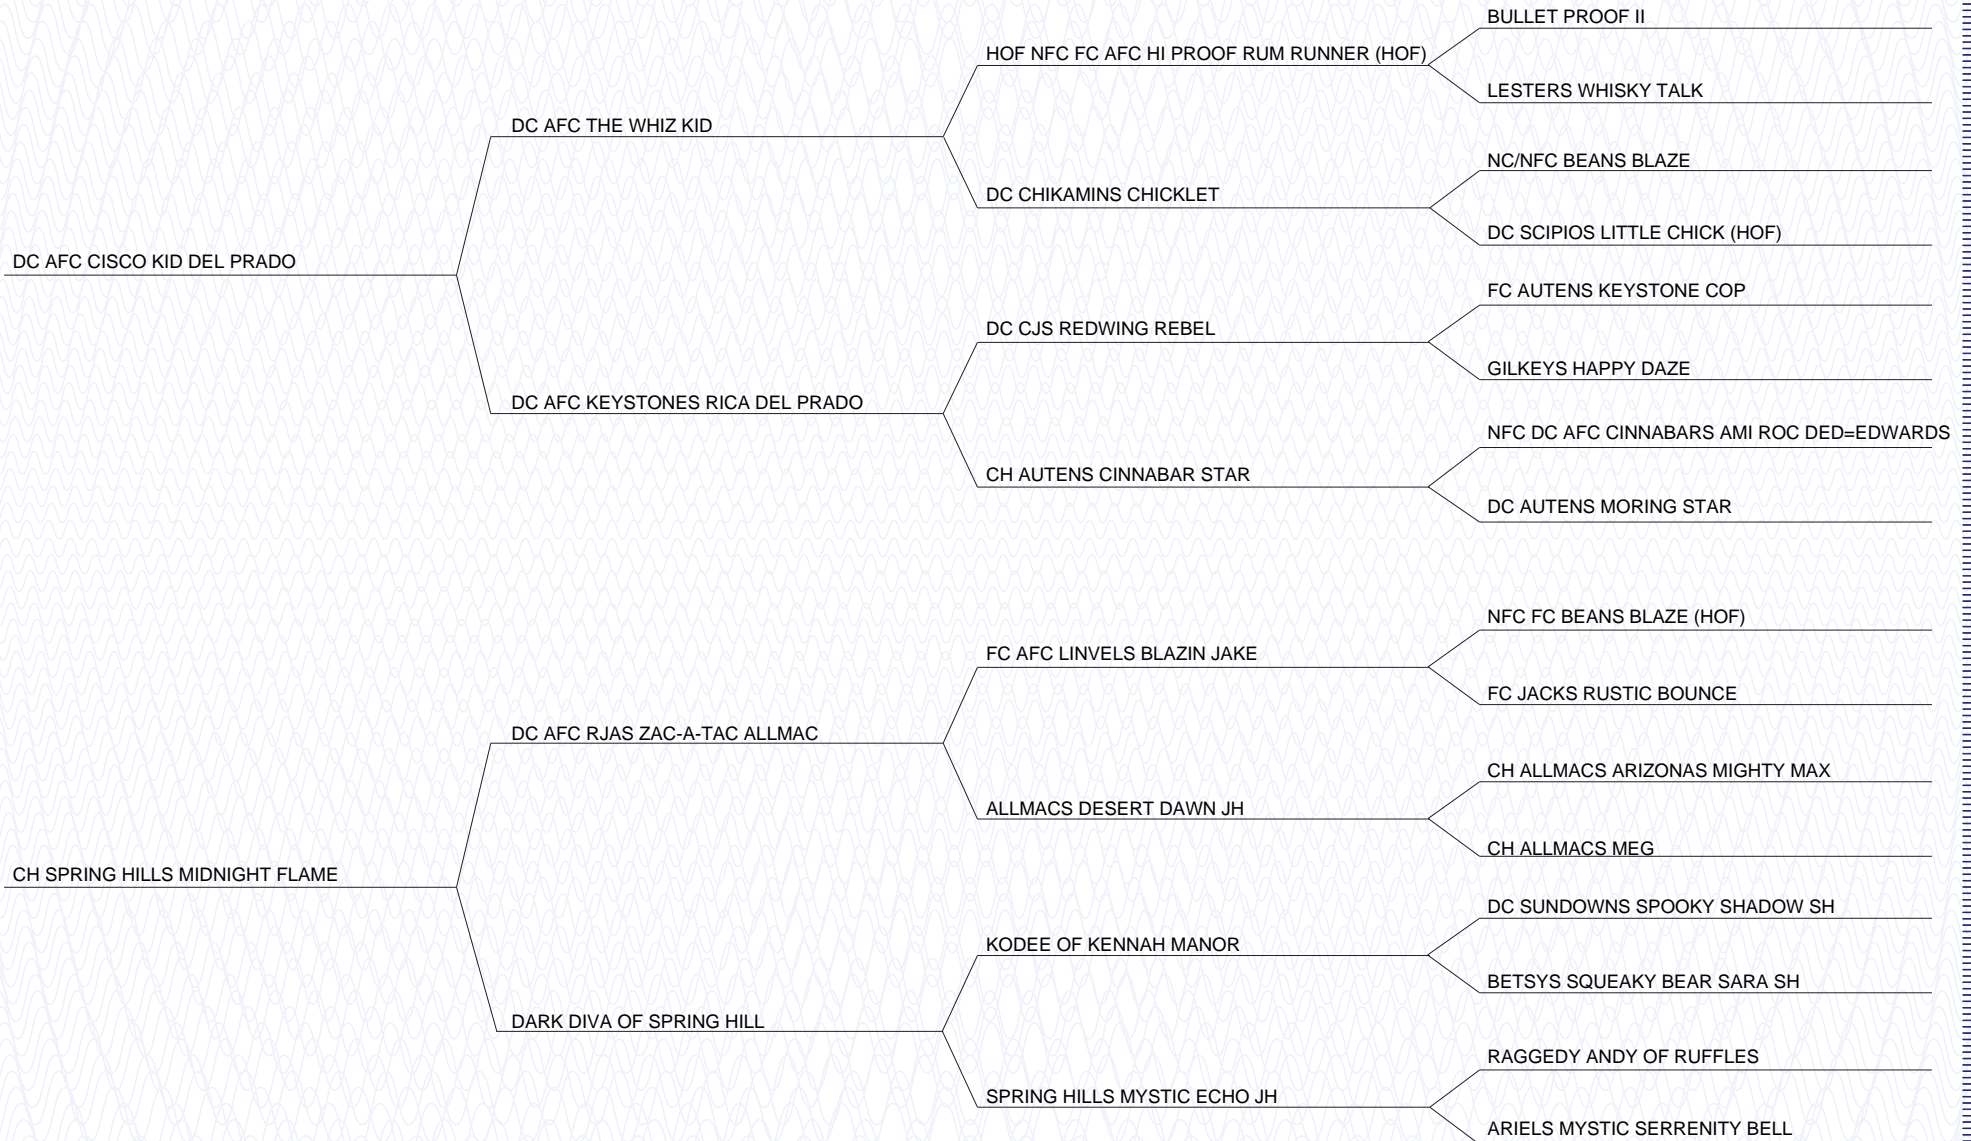 BULLET PROOF II
HOF NFC FC AFC HI PROOF RUM RUNNER (HOF)
LESTERS WHISKY TALK
DC AFC THE WHIZ KID
NC/NFC BEANS BLAZE
DC CHIKAMINS CHICKLET
DC SCIPIOS LITTLE CHICK (HOF)
DC AFC CISCO KID DEL PRADO
FC AUTENS KEYSTONE COP
DC CJS REDWING REBEL
GILKEYS HAPPY DAZE
DC AFC KEYSTONES RICA DEL PRADO
NFC DC AFC CINNABARS AMI ROC DED=EDWARDS
CH AUTENS CINNABAR STAR
DC AUTENS MORING STAR
NFC FC BEANS BLAZE (HOF)
FC AFC LINVELS BLAZIN JAKE
FC JACKS RUSTIC BOUNCE
DC AFC RJAS ZAC-A-TAC ALLMAC
CH ALLMACS ARIZONAS MIGHTY MAX
ALLMACS DESERT DAWN JH
CH ALLMACS MEG
CH SPRING HILLS MIDNIGHT FLAME
DC SUNDOWNS SPOOKY SHADOW SH
KODEE OF KENNAH MANOR
BETSYS SQUEAKY BEAR SARA SH
DARK DIVA OF SPRING HILL
RAGGEDY ANDY OF RUFFLES
SPRING HILLS MYSTIC ECHO JH
ARIELS MYSTIC SERRENITY BELL